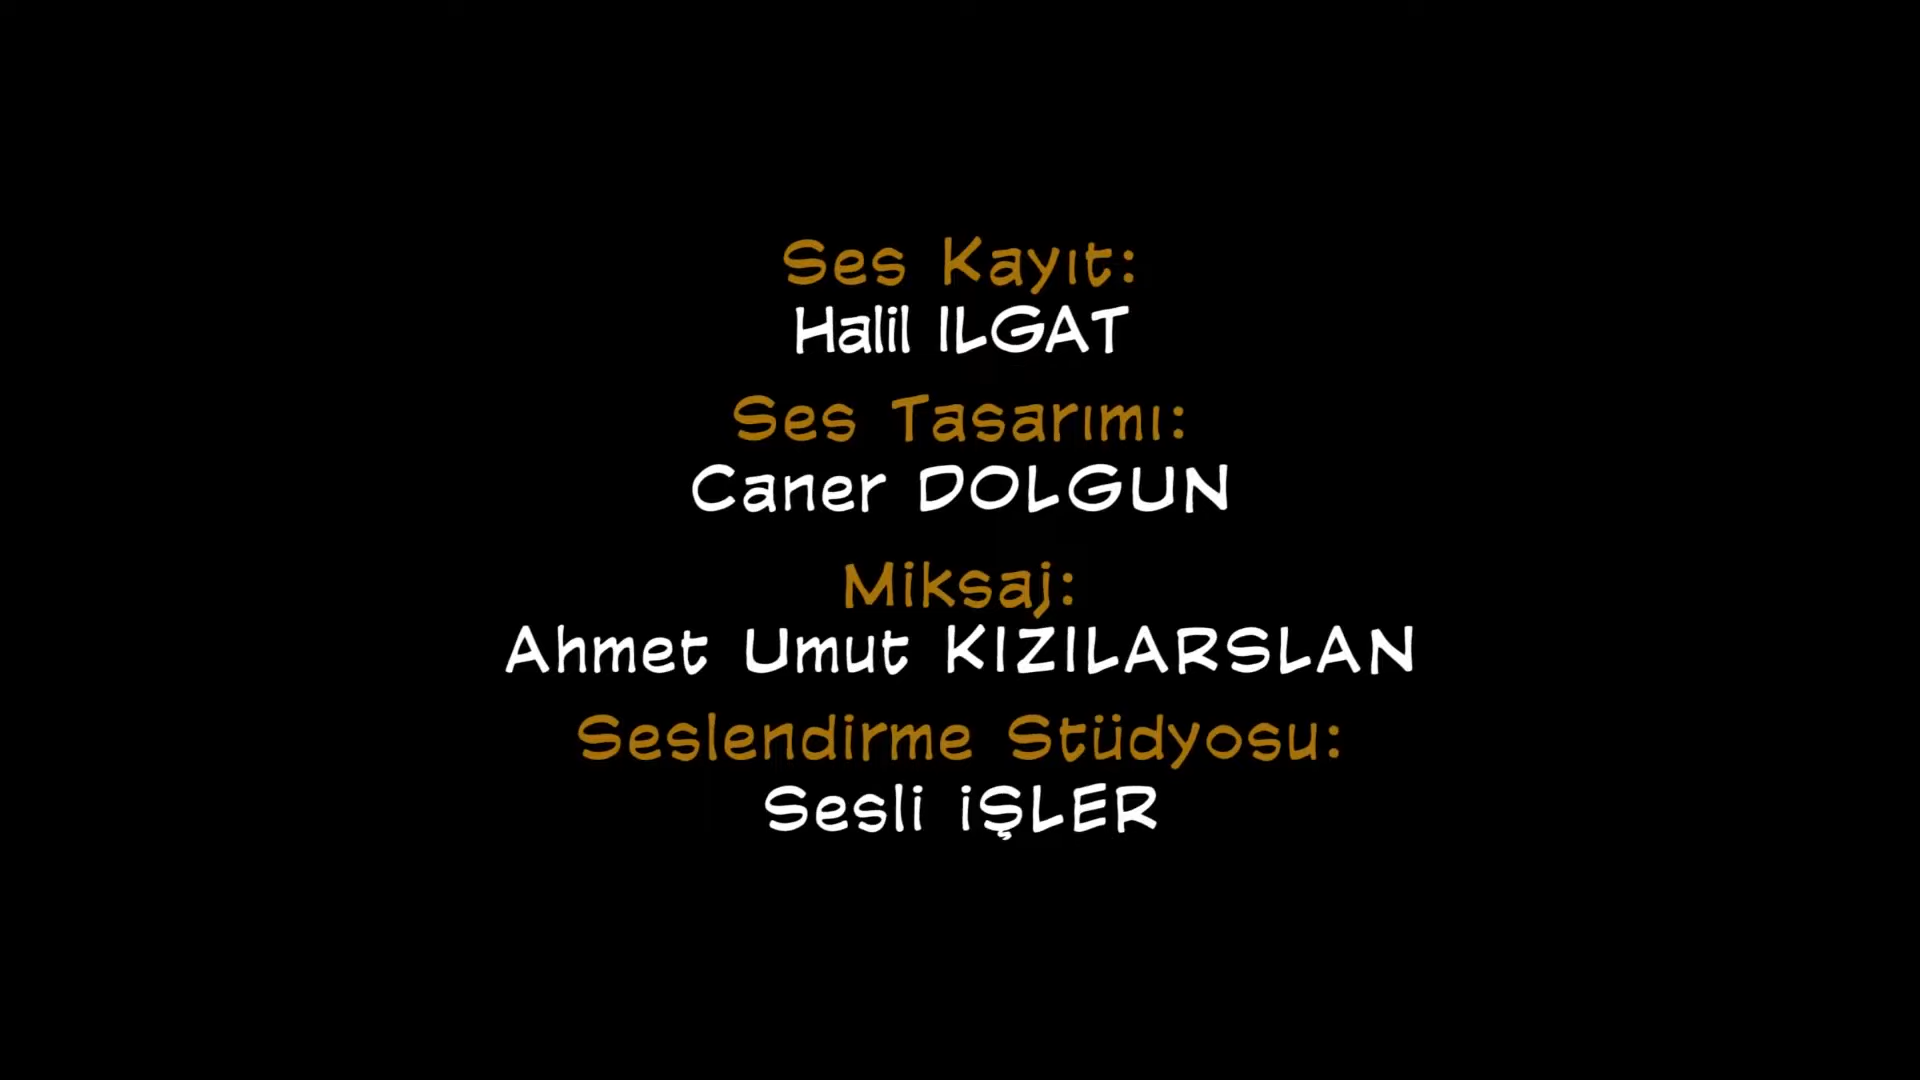 Ses Kayıt:
Halil ILGAT
Ses Tasarımı:
Caner DOLGUN
Miksaj:
Ahmet Umut KIZILARSLAN
Seslendirme Stüdyosu:
Sesli İŞLER